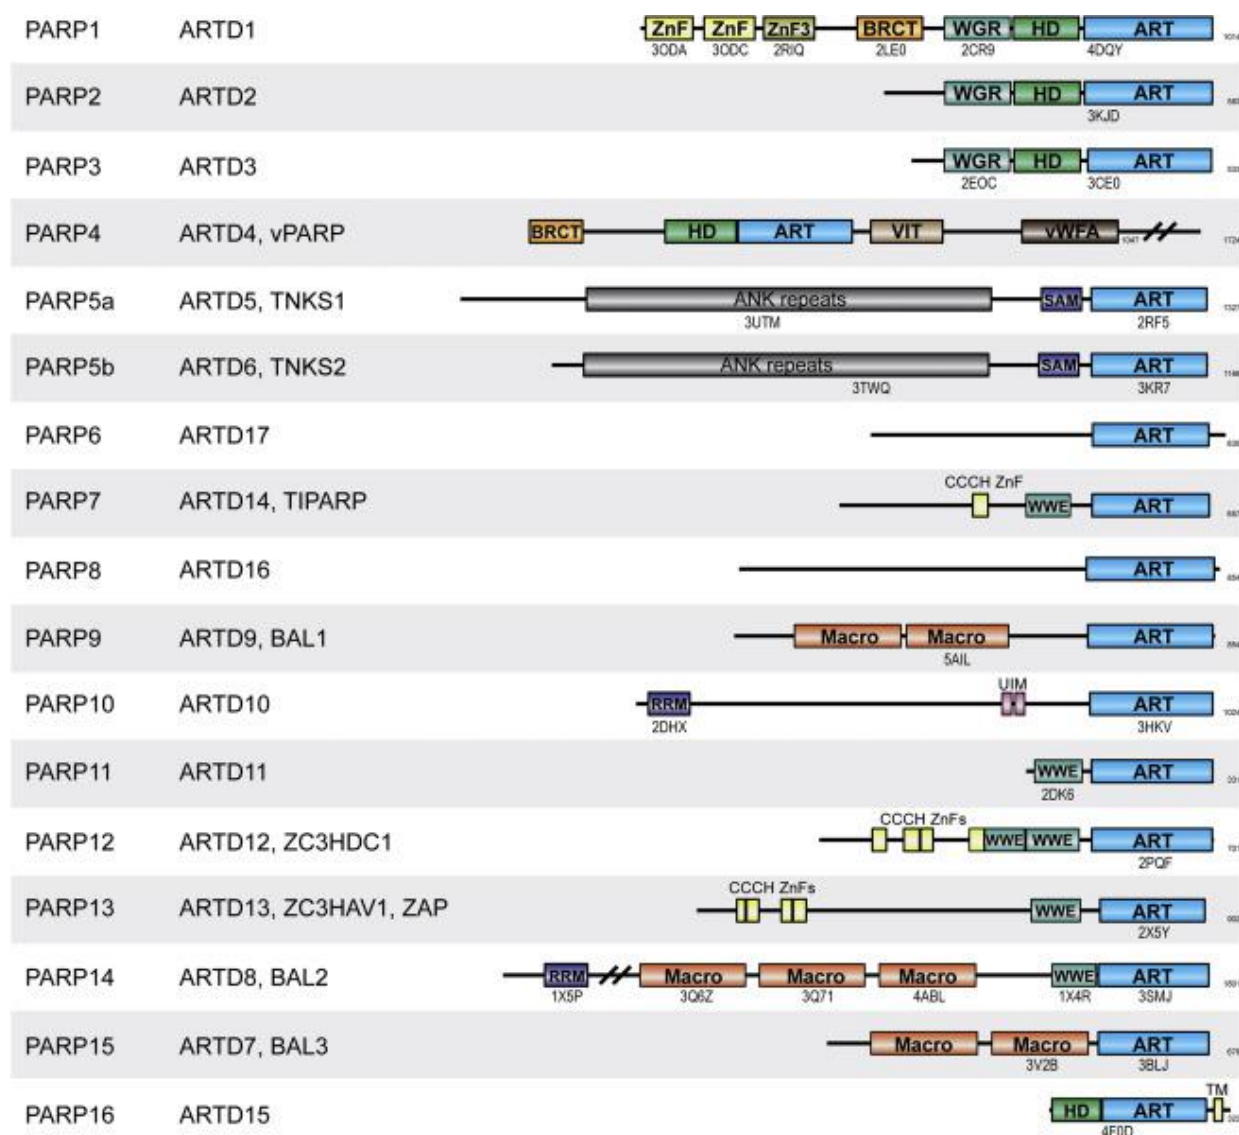 PARP1 ARTD1 ZnF ZnF ZnF3 BRCT WGR HD ART
3ODA 3ODC 2RIQ 2LE0 2CR9 4DQY
PARP2 ARTD2 WGR HD ART
3KJD
PARP3 ARTD3 WGR HD ART
2EOC 3CE0
PARP4 ARTD4, vPARP BRCT HD ART VIT vWFA
PARP5a ARTD5, TNKS1 ANK repeats SAM ART
3UTM 2RF5
PARP5b ARTD6, TNKS2 ANK repeats SAM ART
3TWQ 3KR7
PARP6 ARTD17 ART
CCCH ZnF
PARP7 ARTD14, TIPARP WWE ART
PARP8 ARTD16 ART
PARP9 ARTD9, BAL1 Macro Macro ART
5AIL
UIM
PARP10 ARTD10 RRM ART
2DHX 3HKV
PARP11 ARTD11 WWE ART
2DK6
CCCH ZnFs
PARP12 ARTD12, ZC3HDC1 WWE WWE ART
2PQF
CCCH ZnFs
PARP13 ARTD13, ZC3HAV1, ZAP WWE ART
2X5Y
PARP14 ARTD8, BAL2 RRM Macro Macro Macro WWE ART
1X5P 3Q6Z 3Q71 4ABL 1X4R 3SMJ
PARP15 ARTD7, BAL3 Macro Macro ART
3V2B 3BLJ
TM
PARP16 ARTD15 HD ART
4F0D